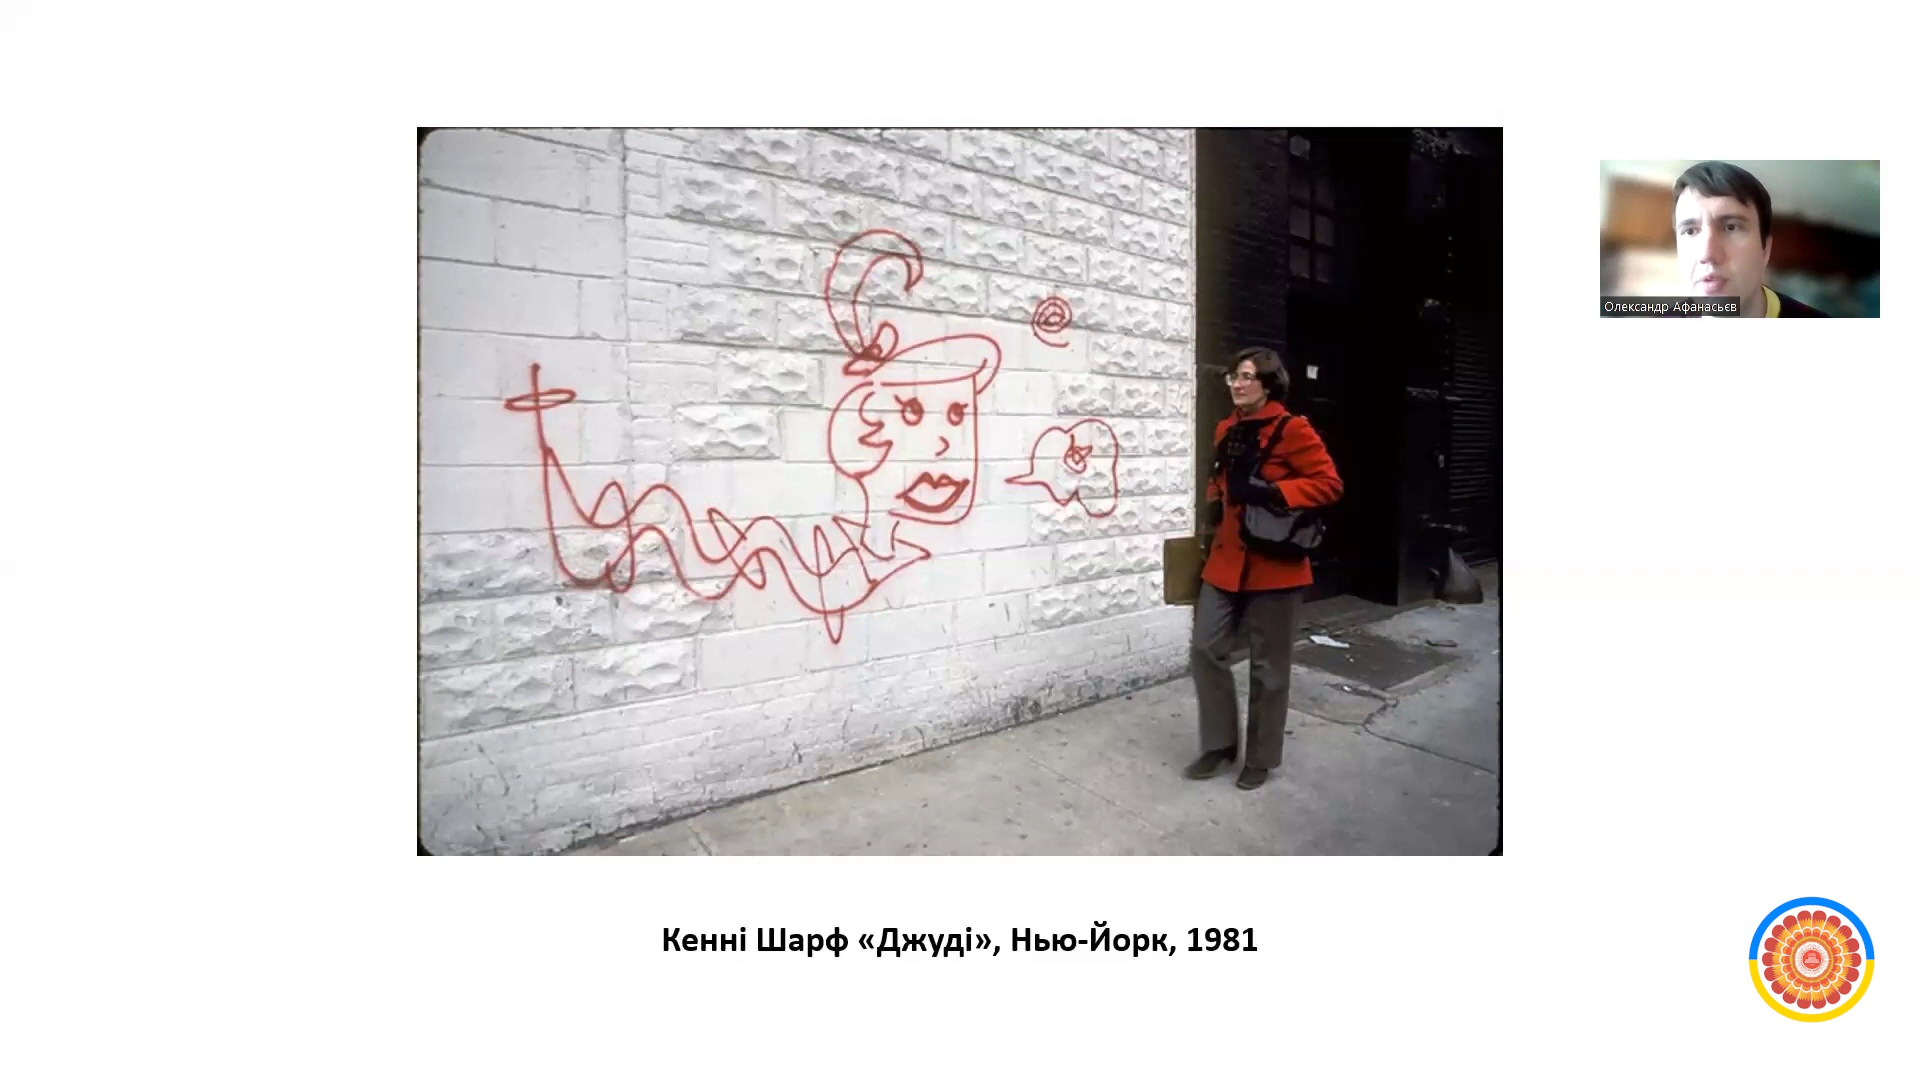 Олександр Афанасьєв
Кенні Шарф «Джуді», Нью-Йорк, 1981